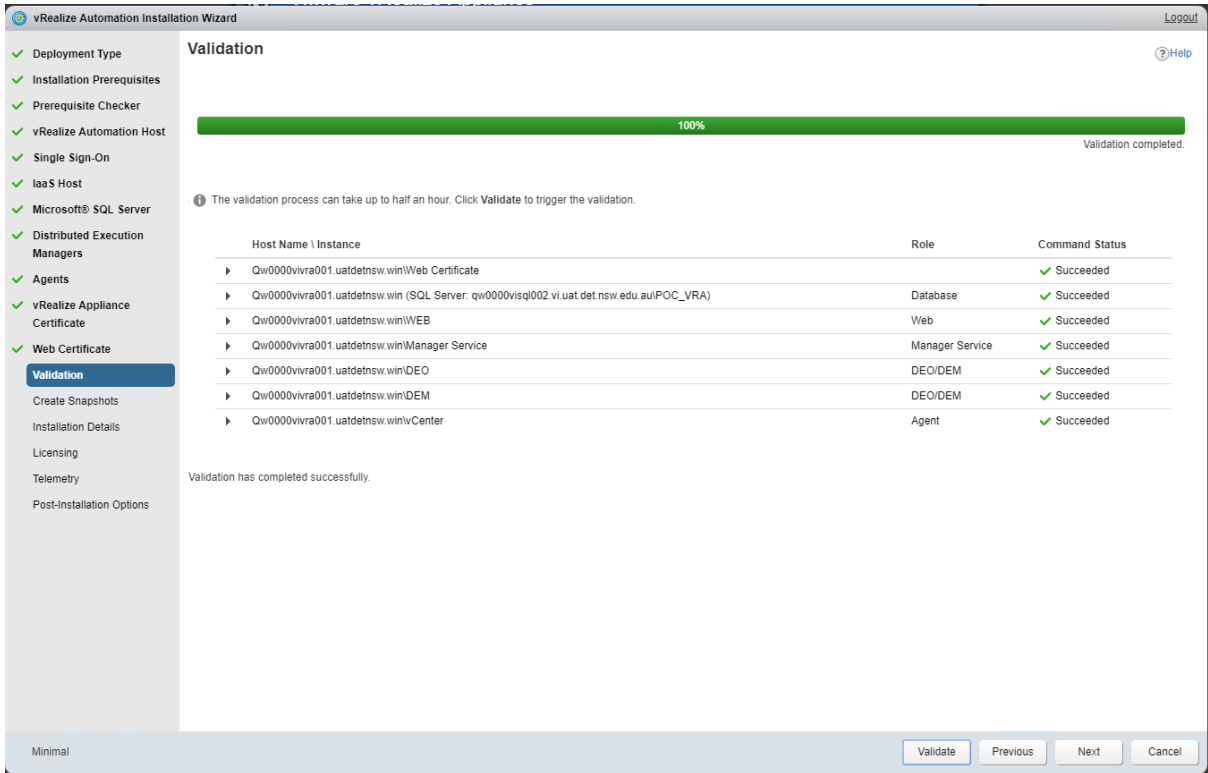 vRealize Automation Installation Wizard
Logout
Deployment Type
Installation Prerequisites
Prerequisite Checker
vRealize Automation Host
Single Sign-On
IaaS Host
Microsoft® SQL Server
Distributed Execution
Managers
Agents
vRealize Appliance
Certificate
Web Certificate
Validation
Create Snapshots
Installation Details
Licensing
Telemetry
Post-Installation Options
Validation
?Help
100%
Validation completed.
The validation process can take up to half an hour. Click Validate to trigger the validation.
Host Name \ Instance Role Command Status
Qw0000vivra001.uatdetnsw.win\Web Certificate Succeeded
Qw0000vivra001.uatdetnsw.win (SQL Server: qw0000visql002.vi.uat.det.nsw.edu.au\POC_VRA) Database Succeeded
Qw0000vivra001.uatdetnsw.win\WEB Web Succeeded
Qw0000vivra001.uatdetnsw.win\Manager Service Manager Service Succeeded
Qw0000vivra001.uatdetnsw.win\DEO DEO/DEM Succeeded
Qw0000vivra001.uatdetnsw.win\DEM DEO/DEM Succeeded
Qw0000vivra001.uatdetnsw.win\vCenter Agent Succeeded
Validation has completed successfully.
Minimal
Validate Previous Next Cancel